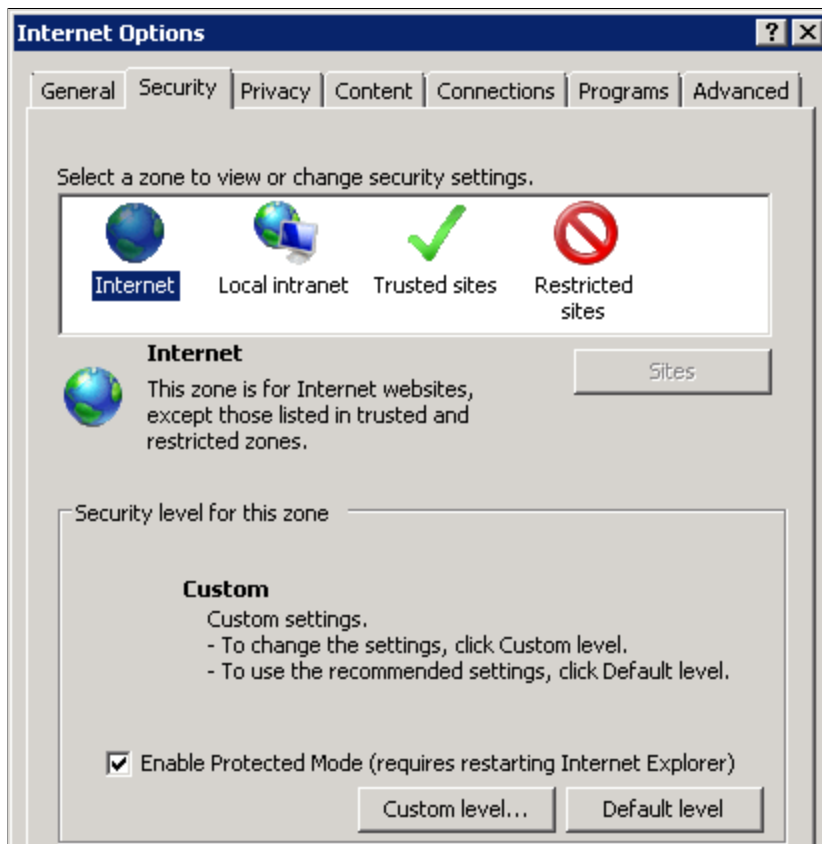 Internet Options
General Security Privacy Content Connections Programs Advanced
Select a zone to view or change security settings.
Internet Local intranet Trusted sites Restricted
sites
Internet
Sites
This zone is for Internet websites,
except those listed in trusted and
restricted zones.
Security level for this zone
Custom
Custom settings.
- To change the settings, click Custom level.
- To use the recommended settings, click Default level.
Enable Protected Mode (requires restarting Internet Explorer)
Custom level... Default level